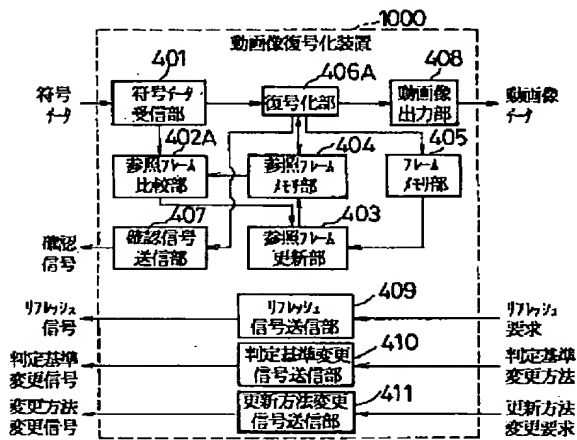 1000
動画像復号化装置
401
406A
408
符号
データ
符号データ
受信部
復号化部
動画像
出力部
動画像
データ
402A
404
405
参照フレーム
比較部
参照フレーム
メモリ部
フレーム
メモリ部
407
403
確認
信号
確認信号
送信部
参照フレーム
更新部
409
リフレッシュ
信号
リフレッシュ
信号送信部
リフレッシュ
要求
410
判定基準
変更信号
判定基準変更
信号送信部
判定基準
変更方法
411
変更方法
変更信号
更新方法変更
信号送信部
更新方法
変更要求